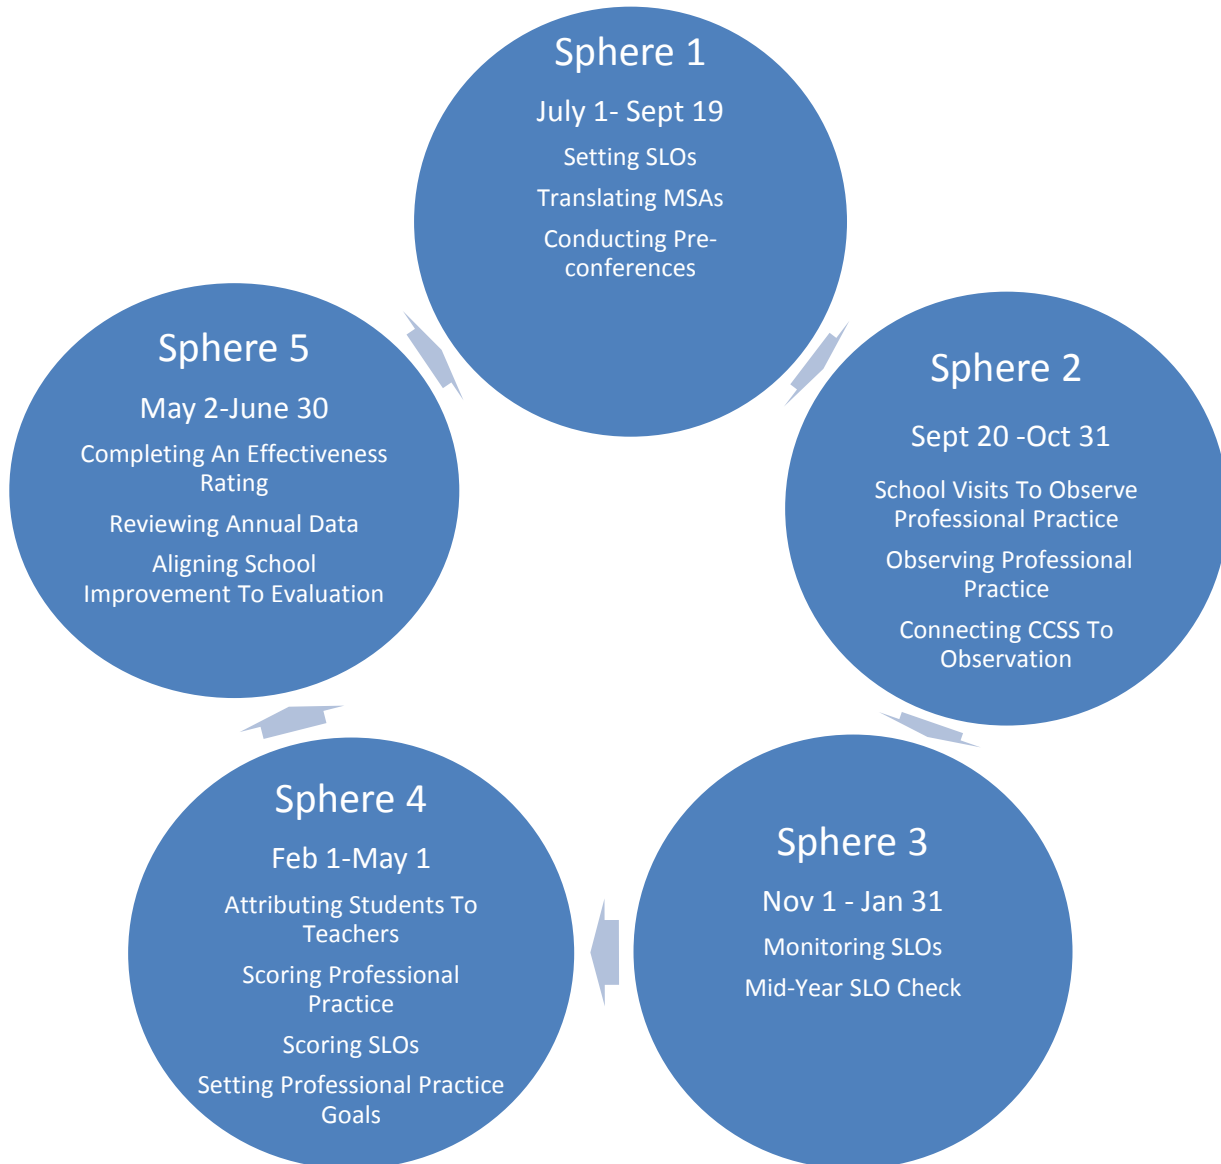 Sphere 1
July 1- Sept 19
Setting SLOs
Translating MSAs
Conducting Pre-
conferences
Sphere 2
Sept 20 -Oct 31
School Visits To Observe
Professional Practice
Observing Professional
Practice
Connecting CCSS To
Observation
Sphere 3
Nov 1 - Jan 31
Monitoring SLOs
Mid-Year SLO Check
Sphere 4
Feb 1-May 1
Attributing Students To
Teachers
Scoring Professional
Practice
Scoring SLOs
Setting Professional Practice
Goals
Sphere 5
May 2-June 30
Completing An Effectiveness
Rating
Reviewing Annual Data
Aligning School
Improvement To Evaluation